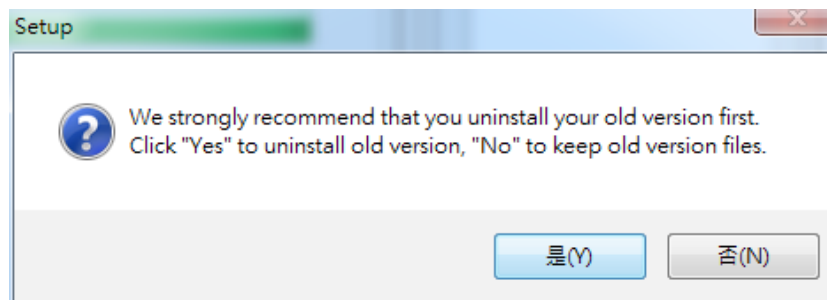 Setup
We strongly recommend that you uninstall your old version first.
Click "Yes" to uninstall old version, "No" to keep old version files.
是(Y)
否(N)